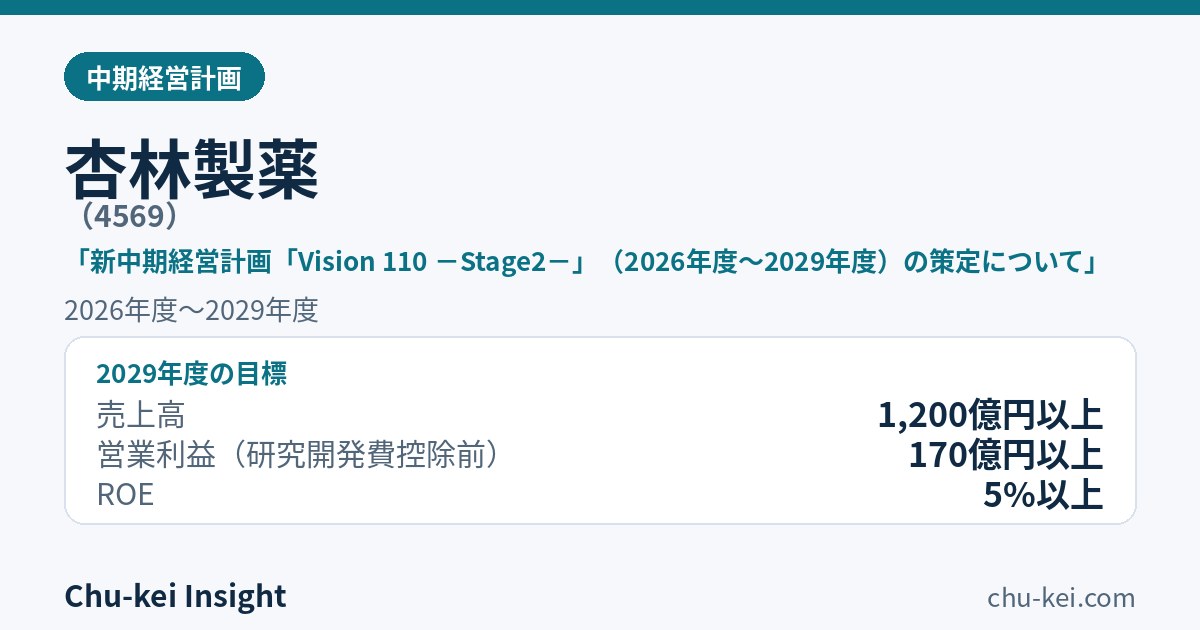 中期経営計画
杏林製薬
（4569）
「新中期経営計画「Vision 110 －Stage2－」（2026年度～2029年度）の策定について」
2026年度～2029年度
2029年度の目標
売上高 1,200億円以上
営業利益（研究開発費控除前） 170億円以上
ROE 5%以上
Chu-kei Insight chu-kei.com